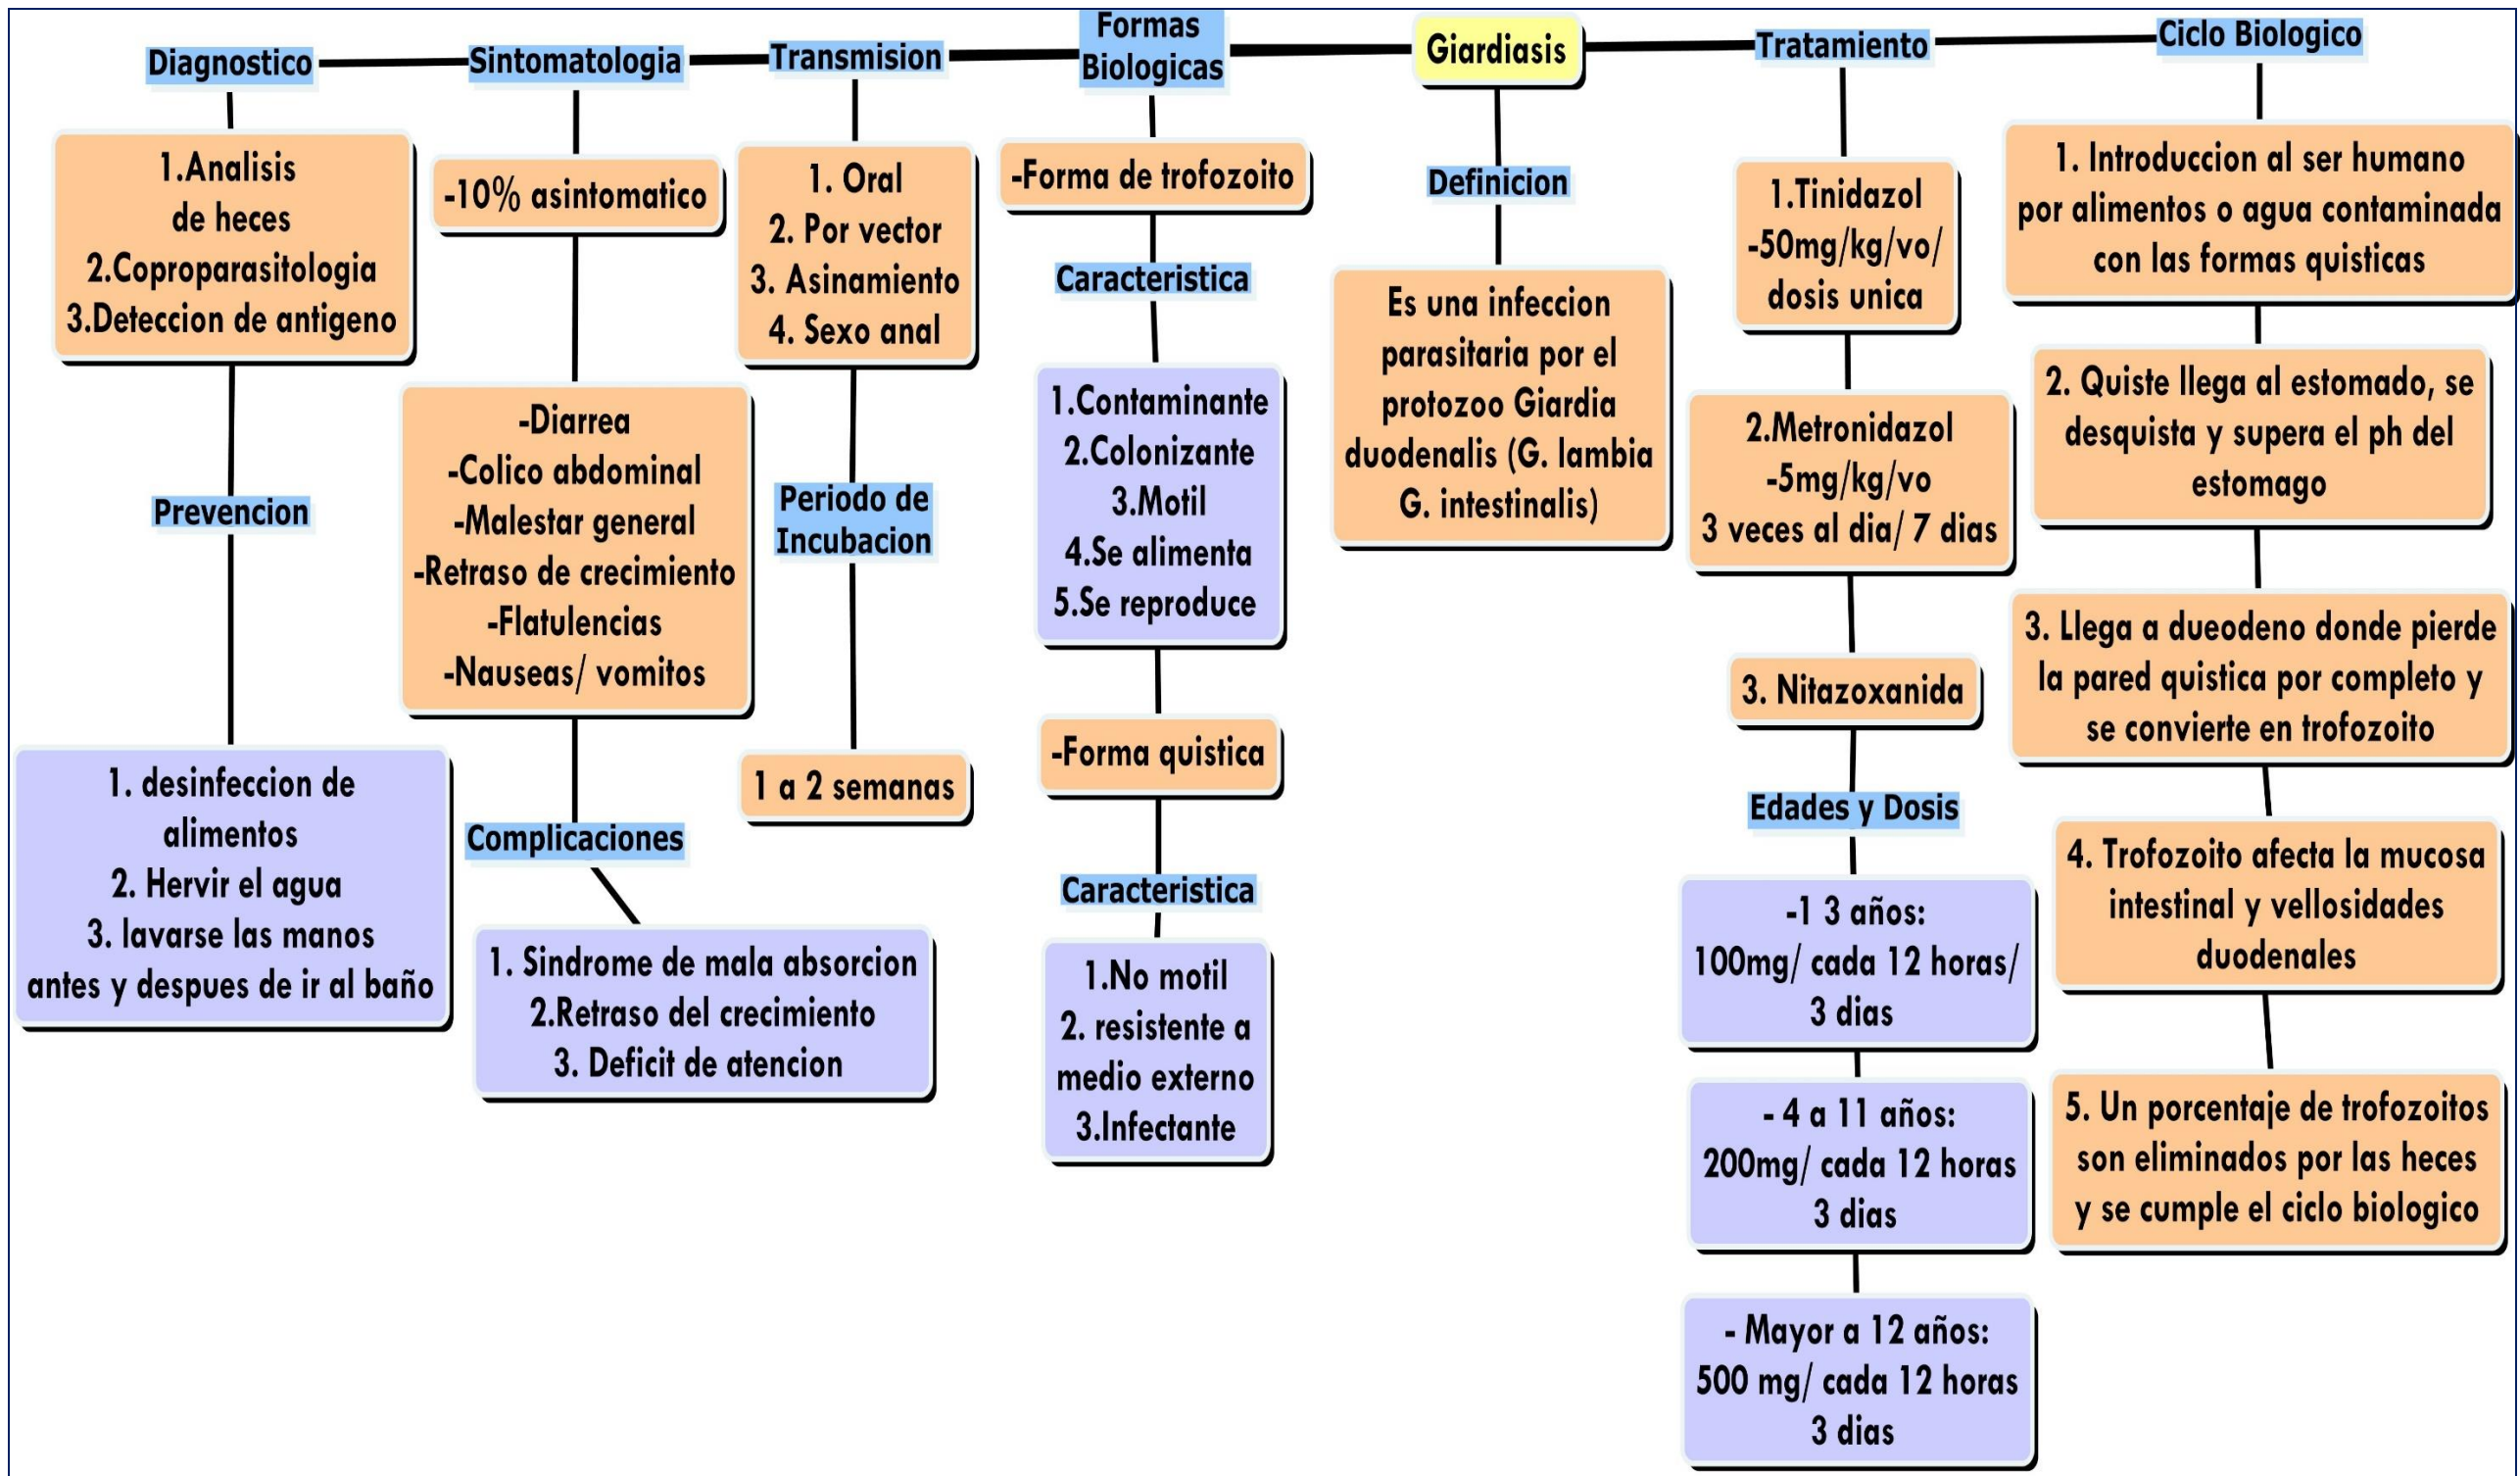 Giardiasis
Definicion
Es una infeccion
parasitaria por el
protozoo Giardia
duodenalis (G. lambia
G. intestinalis)
Diagnostico
1.Analisis
de heces
2.Coproparasitologia
3.Deteccion de antigeno
Prevencion
1. desinfeccion de
alimentos
2. Hervir el agua
3. lavarse las manos
antes y despues de ir al baño
Sintomatologia
-10% asintomatico
-Diarrea
-Colico abdominal
-Malestar general
-Retraso de crecimiento
-Flatulencias
-Nauseas/ vomitos
Complicaciones
1. Sindrome de mala absorcion
2.Retraso del crecimiento
3. Deficit de atencion
Transmision
1. Oral
2. Por vector
3. Asinamiento
4. Sexo anal
Periodo de
Incubacion
1 a 2 semanas
Formas
Biologicas
-Forma de trofozoito
Caracteristica
1.Contaminante
2.Colonizante
3.Motil
4.Se alimenta
5.Se reproduce
-Forma quistica
Caracteristica
1.No motil
2. resistente a
medio externo
3.Infectante
Tratamiento
1.Tinidazol
-50mg/kg/vo/
dosis unica
2.Metronidazol
-5mg/kg/vo
3 veces al dia/ 7 dias
3. Nitazoxanida
Edades y Dosis
-1 3 años:
100mg/ cada 12 horas/
3 dias
- 4 a 11 años:
200mg/ cada 12 horas
3 dias
- Mayor a 12 años:
500 mg/ cada 12 horas
3 dias
Ciclo Biologico
1. Introduccion al ser humano
por alimentos o agua contaminada
con las formas quisticas
2. Quiste llega al estomado, se
desquista y supera el ph del
estomago
3. Llega a dueodeno donde pierde
la pared quistica por completo y
se convierte en trofozoito
4. Trofozoito afecta la mucosa
intestinal y vellosidades
duodenales
5. Un porcentaje de trofozoitos
son eliminados por las heces
y se cumple el ciclo biologico